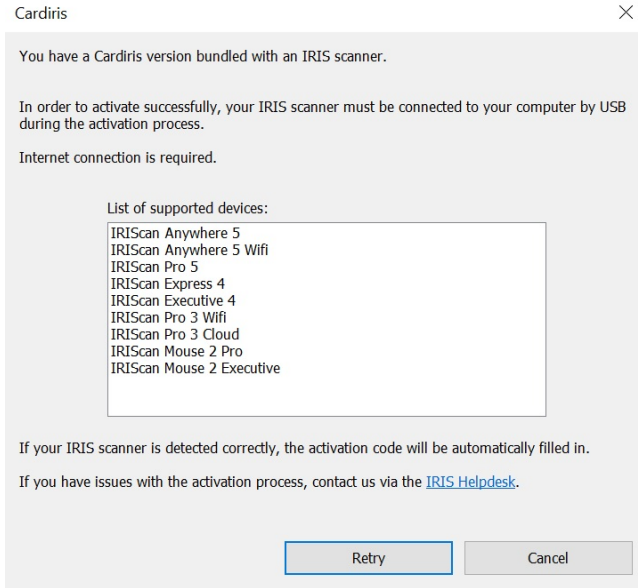 Cardiris
You have a Cardiris version bundled with an IRIS scanner.
In order to activate successfully, your IRIS scanner must be connected to your computer by USB
during the activation process.
Internet connection is required.
List of supported devices:
IRIScan Anywhere 5
IRIScan Anywhere 5 Wifi
IRIScan Pro 5
IRIScan Express 4
IRIScan Executive 4
IRIScan Pro 3 Wifi
IRIScan Pro 3 Cloud
IRIScan Mouse 2 Pro
IRIScan Mouse 2 Executive
If your IRIS scanner is detected correctly, the activation code will be automatically filled in.
If you have issues with the activation process, contact us via the IRIS Helpdesk.
Retry Cancel